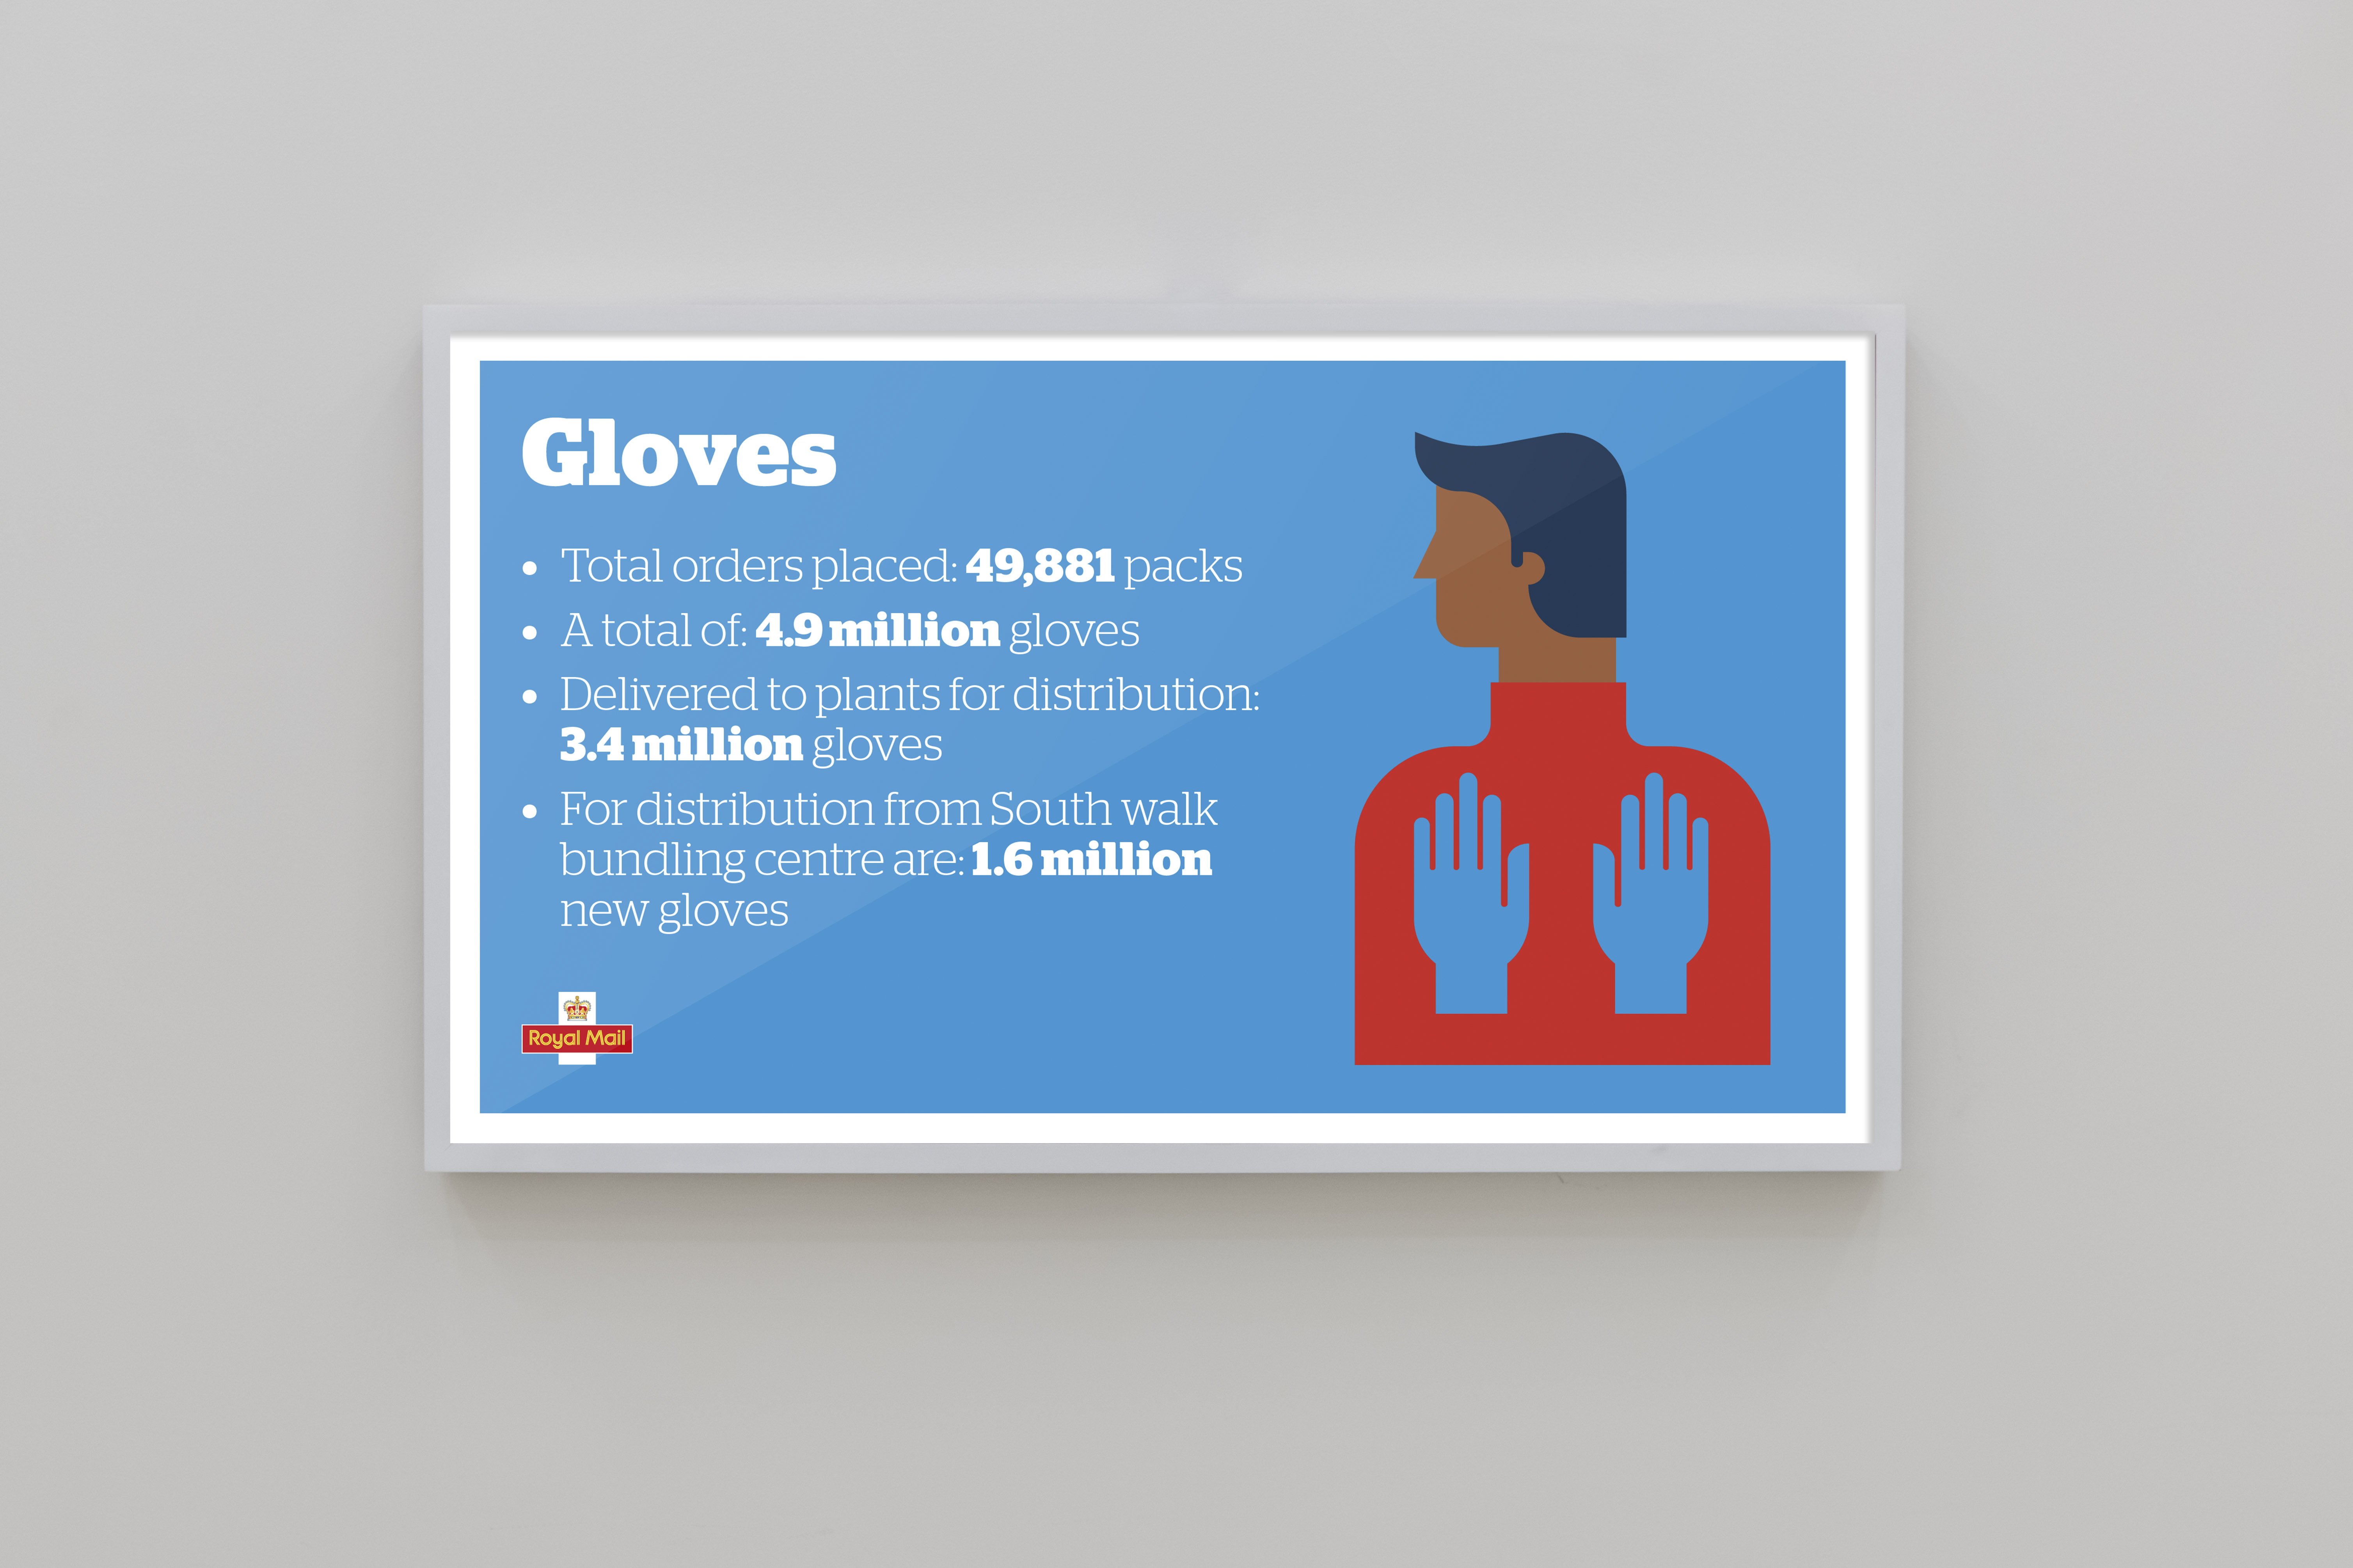 Gloves
• Total orders placed: 49,881 packs
• A total of: 4.9 million gloves
• Delivered to plants for distribution:
3.4 million gloves
• For distribution from South walk
bundling centre are: 1.6 million
new gloves
Royal Mail